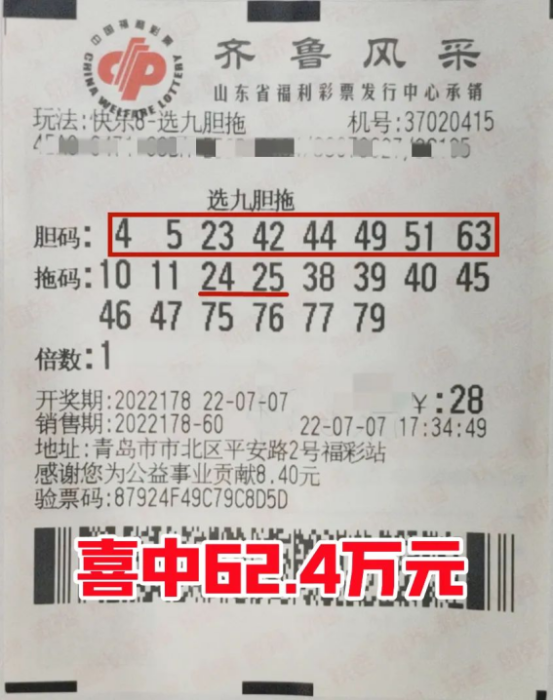 中国福利彩票
CHINA WELFARE LOTTERY
齐鲁风采
山东省福利彩票发行中心承销
玩法:快乐8-选九胆拖 机号:37020415
选九胆拖
胆码: 4 5 23 42 44 49 51 63
拖码:10 11 24 25 38 39 40 45
46 47 75 76 77 79
倍数:1
开奖期:2022178 22-07-07 ¥:28
销售期:2022178-60 22-07-07 17:34:49
地址:青岛市市北区平安路2号福彩站
感谢您为公益事业贡献8.40元
验票码:87924F49C79C8D5D
喜中62.4万元